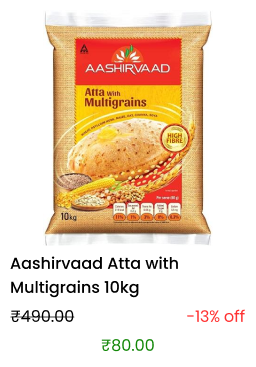 AASHIRVAAD
Atta with
Multigrains
HIGH
FIBRE
10kg
Aashirvaad Atta with
Multigrains 10kg
₹490.00 -13% off
₹80.00